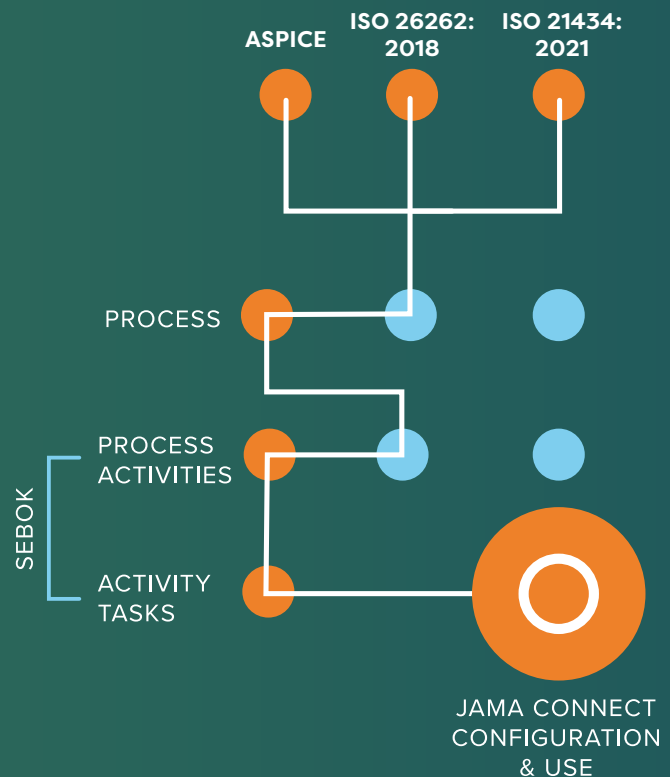 ASPICE
ISO 26262:
2018
ISO 21434:
2021
PROCESS
PROCESS
ACTIVITIES
SEBOK
ACTIVITY
TASKS
JAMA CONNECT
CONFIGURATION
& USE